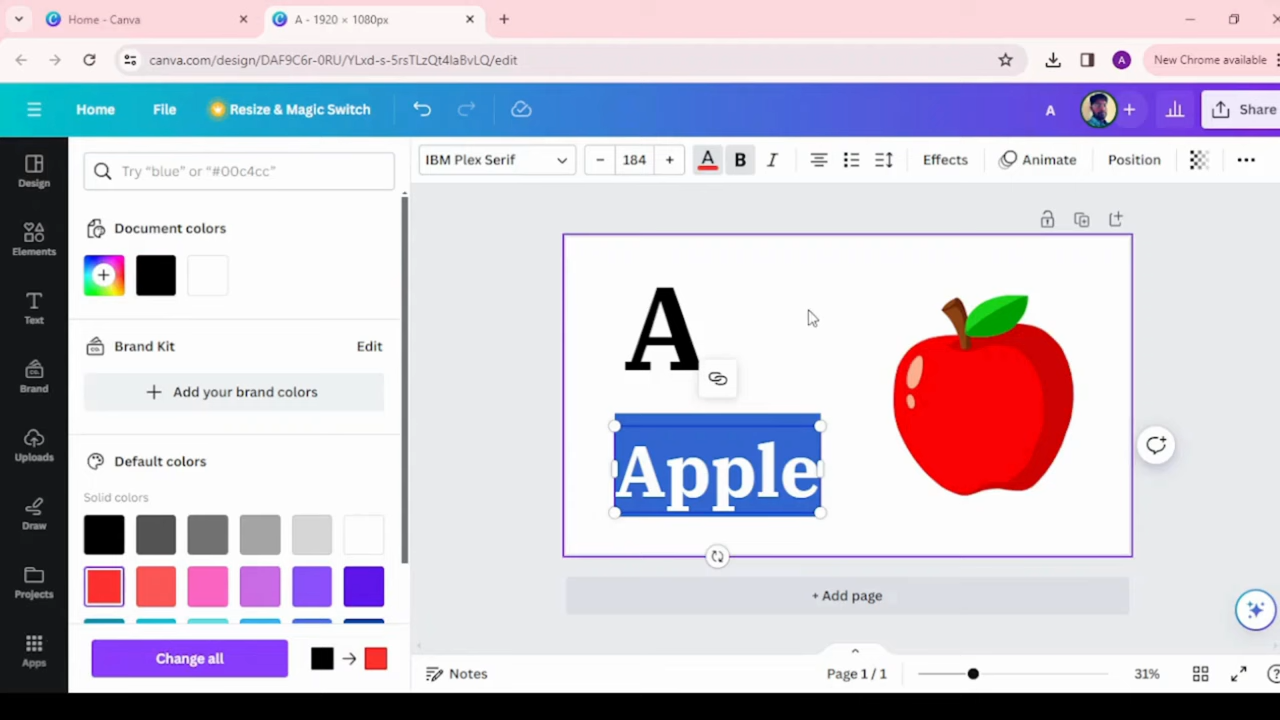 Home - Canva
A - 1920 × 1080px
canva.com/design/DAF9C6r-0RU/YLxd-s-5rsTLzQt4laBvLQ/edit
A
New Chrome available
Home
File
Resize & Magic Switch
A
Share
Design
Elements
Text
Brand
Uploads
Draw
Projects
Apps
Try “blue” or “#00c4cc”
Document colors
Brand Kit
Edit
Add your brand colors
Default colors
Solid colors
Change all
IBM Plex Serif
184
A
B
I
Effects
Animate
Position
A
Apple
+ Add page
Notes
Page 1 / 1
31%